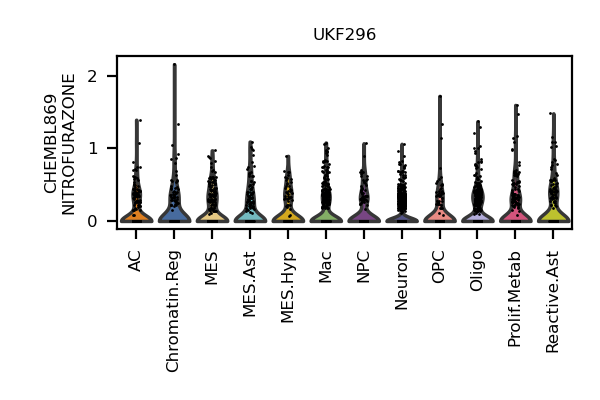 UKF296
CHEMBL869
NITROFURAZONE
2
1
0
AC
Chromatin.Reg
MES
MES.Ast
MES.Hyp
Mac
NPC
Neuron
OPC
Oligo
Prolif.Metab
Reactive.Ast